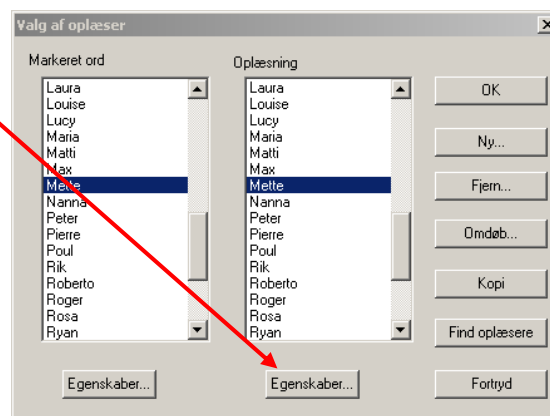 Valg af oplæser
Markeret ord
Laura
Louise
Lucy
Maria
Matti
Max
Mette
Nanna
Peter
Pierre
Poul
Rik
Roberto
Roger
Rosa
Ryan
Egenskaber...
Oplæsning
Laura
Louise
Lucy
Maria
Matti
Max
Mette
Nanna
Peter
Pierre
Poul
Rik
Roberto
Roger
Rosa
Ryan
Egenskaber...
OK
Ny...
Fjern...
Omdøb...
Kopi
Find oplæsere
Fortryd